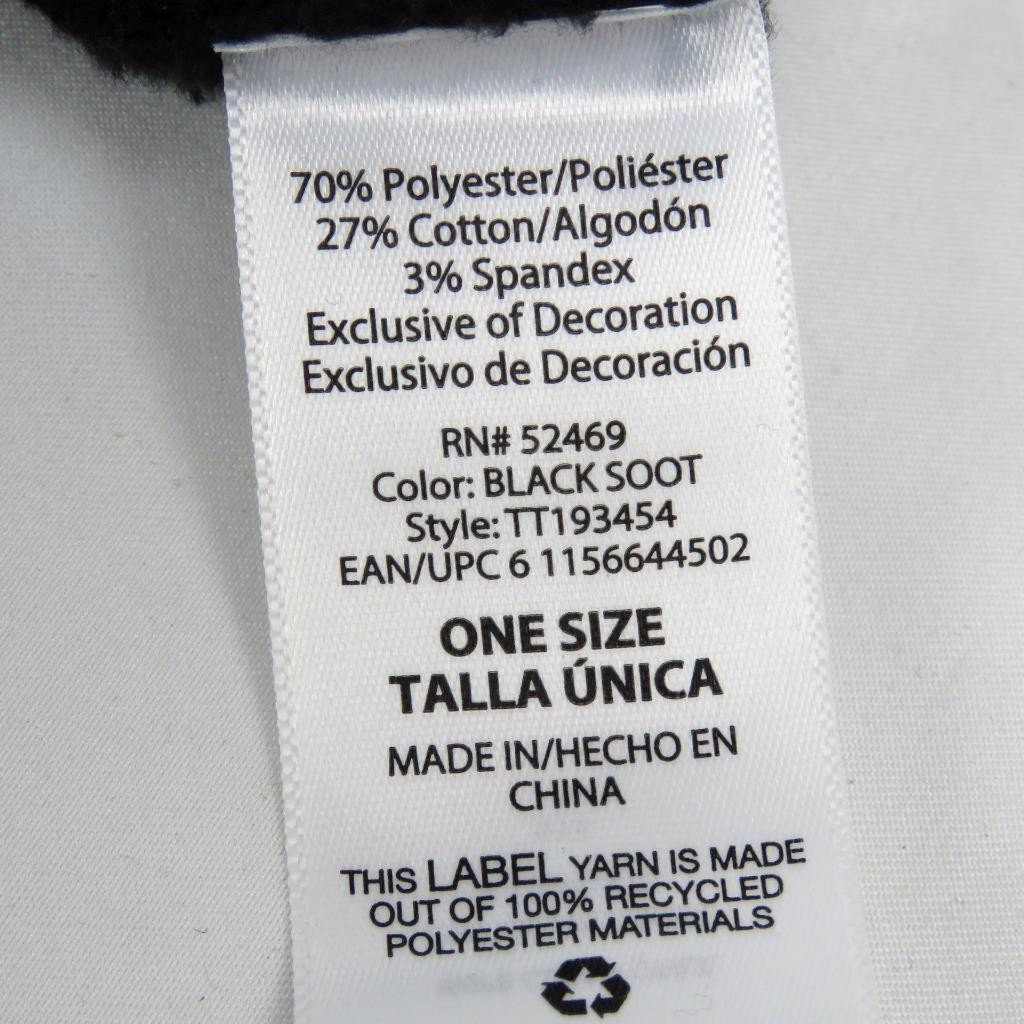 70% Polyester/Poliéster
27% Cotton/Algodón
3% Spandex
Exclusive of Decoration
Exclusivo de Decoración
RN# 52469
Color: BLACK SOOT
Style: TT193454
EAN/UPC 6 1156644502
ONE SIZE
TALLA ÚNICA
MADE IN/HECHO EN
CHINA
THIS LABEL YARN IS MADE
OUT OF 100% RECYCLED
POLYESTER MATERIALS